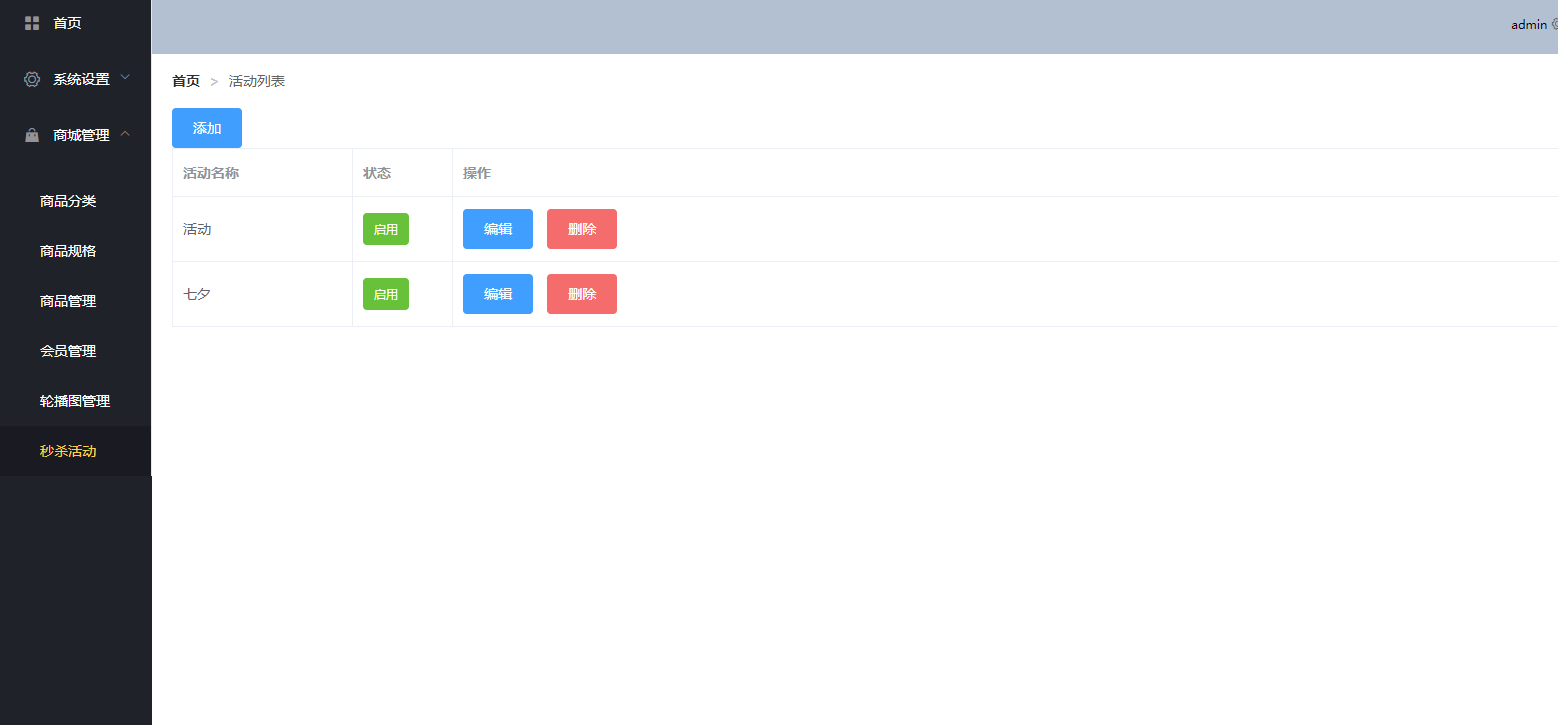 首页
系统设置
商城管理
商品分类
商品规格
商品管理
会员管理
轮播图管理
秒杀活动
admin
首页 > 活动列表
添加
活动名称 状态 操作
活动 启用 编辑 删除
七夕 启用 编辑 删除